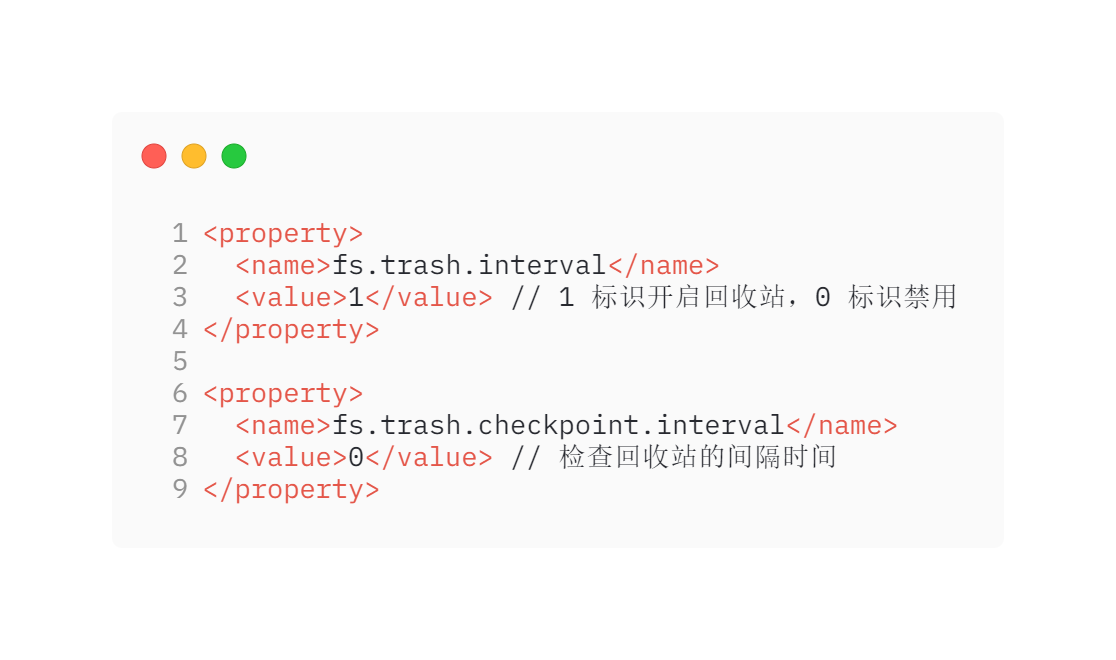 1 <property>
2   <name>fs.trash.interval</name>
3   <value>1</value> // 1 标识开启回收站，0 标识禁用
4 </property>
5
6 <property>
7   <name>fs.trash.checkpoint.interval</name>
8   <value>0</value> // 检查回收站的间隔时间
9 </property>